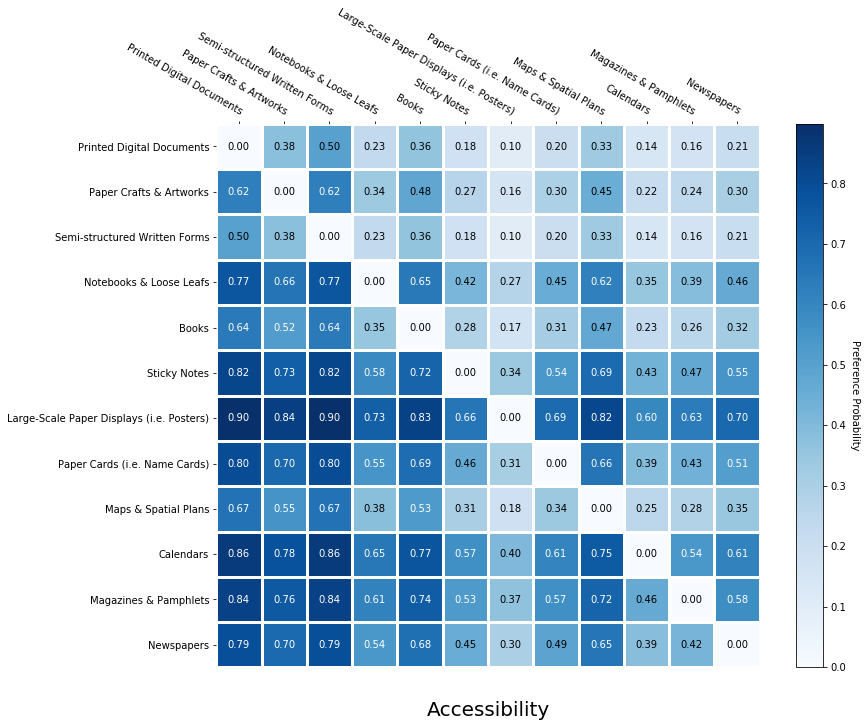 Printed Digital Documents
Paper Crafts & Artworks
Semi-structured Written Forms
Notebooks & Loose Leafs
Books
Sticky Notes
Large-Scale Paper Displays (i.e. Posters)
Paper Cards (i.e. Name Cards)
Maps & Spatial Plans
Calendars
Magazines & Pamphlets
Newspapers
Printed Digital Documents 0.00 0.38 0.50 0.23 0.36 0.18 0.10 0.20 0.33 0.14 0.16 0.21
Paper Crafts & Artworks 0.62 0.00 0.62 0.34 0.48 0.27 0.16 0.30 0.45 0.22 0.24 0.30
Semi-structured Written Forms 0.50 0.38 0.00 0.23 0.36 0.18 0.10 0.20 0.33 0.14 0.16 0.21
Notebooks & Loose Leafs 0.77 0.66 0.77 0.00 0.65 0.42 0.27 0.45 0.62 0.35 0.39 0.46
Books 0.64 0.52 0.64 0.35 0.00 0.28 0.17 0.31 0.47 0.23 0.26 0.32
Sticky Notes 0.82 0.73 0.82 0.58 0.72 0.00 0.34 0.54 0.69 0.43 0.47 0.55
Large-Scale Paper Displays (i.e. Posters) 0.90 0.84 0.90 0.73 0.83 0.66 0.00 0.69 0.82 0.60 0.63 0.70
Paper Cards (i.e. Name Cards) 0.80 0.70 0.80 0.55 0.69 0.46 0.31 0.00 0.66 0.39 0.43 0.51
Maps & Spatial Plans 0.67 0.55 0.67 0.38 0.53 0.31 0.18 0.34 0.00 0.25 0.28 0.35
Calendars 0.86 0.78 0.86 0.65 0.77 0.57 0.40 0.61 0.75 0.00 0.54 0.61
Magazines & Pamphlets 0.84 0.76 0.84 0.61 0.74 0.53 0.37 0.57 0.72 0.46 0.00 0.58
Newspapers 0.79 0.70 0.79 0.54 0.68 0.45 0.30 0.49 0.65 0.39 0.42 0.00
0.8
0.7
0.6
0.5
0.4
0.3
0.2
0.1
0.0
Preference Probability
Accessibility